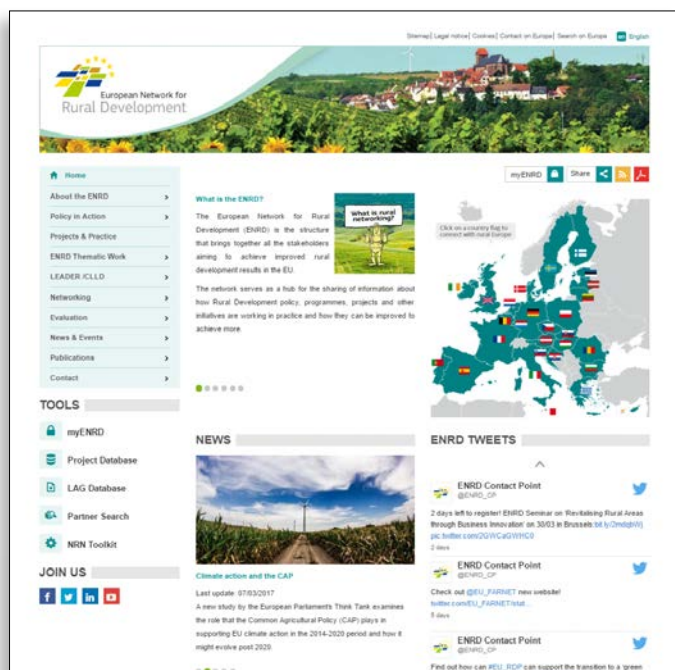 Sitemap| Legal notice| Cookies| Contact on Europa| Search on Europa en English
European Network for
Rural Development
Home
About the ENRD
Policy in Action
Projects & Practice
ENRD Thematic Work
LEADER /CLLD
Networking
Evaluation
News & Events
Publications
Contact
TOOLS
myENRD
Project Database
LAG Database
Partner Search
NRN Toolkit
JOIN US
What is the ENRD?
The European Network for Rural
Development (ENRD) is the structure
that brings together all the stakeholders
aiming to achieve improved rural
development results in the EU.
The network serves as a hub for the sharing of information about
how Rural Development policy, programmes, projects and other
initiatives are working in practice and how they can be improved to
achieve more.
What is rural
networking?
myENRD
Share
Click on a country flag to
connect with rural Europe
NEWS
Climate action and the CAP
Last update: 07/03/2017
A new study by the European Parliament's Think Tank examines
the role that the Common Agricultural Policy (CAP) plays in
supporting EU climate action in the 2014-2020 period and how it
might evolve post 2020.
ENRD TWEETS
ENRD Contact Point
@ENRD_CP
2 days left to register! ENRD Seminar on 'Revitalising Rural Areas
through Business Innovation' on 30/03 in Brussels:
pic.twitter.com/2GWCaGWHC0
2 days
ENRD Contact Point
@ENRD_CP
Check out @EU_FARNET new website!
twitter.com/EU_FARNET/stat...
8 days
ENRD Contact Point
@ENRD_CP
Find out how can #EU_RDP can support the transition to a 'green